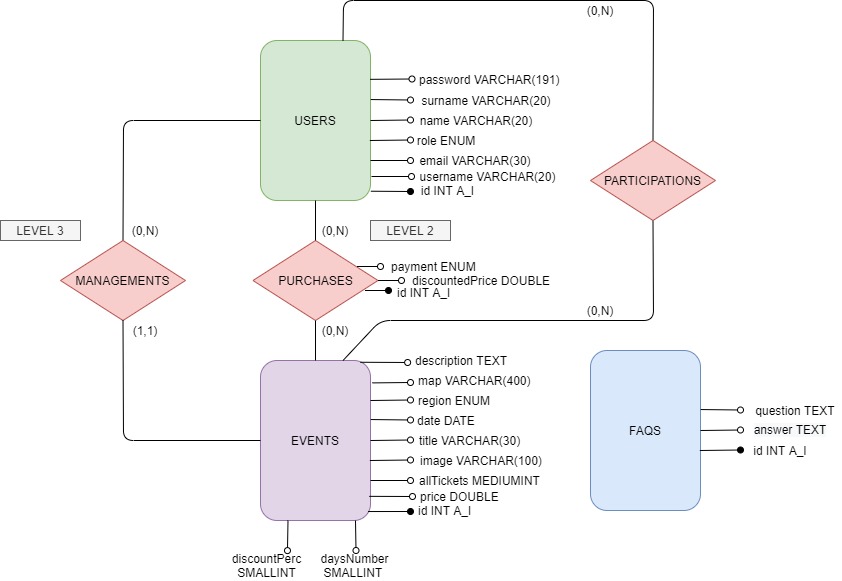 (0,N)
password VARCHAR(191)
surname VARCHAR(20)
USERS
name VARCHAR(20)
role ENUM
email VARCHAR(30)
username VARCHAR(20)
id INT A_I
PARTICIPATIONS
LEVEL 3
(0,N)
(0,N)
LEVEL 2
MANAGEMENTS
PURCHASES
payment ENUM
discountedPrice DOUBLE
id INT A_I
(0,N)
(1,1)
(0,N)
description TEXT
map VARCHAR(400)
region ENUM
date DATE
EVENTS
title VARCHAR(30)
image VARCHAR(100)
allTickets MEDIUMINT
price DOUBLE
id INT A_I
FAQS
question TEXT
answer TEXT
id INT A_I
discountPerc
SMALLINT
daysNumber
SMALLINT